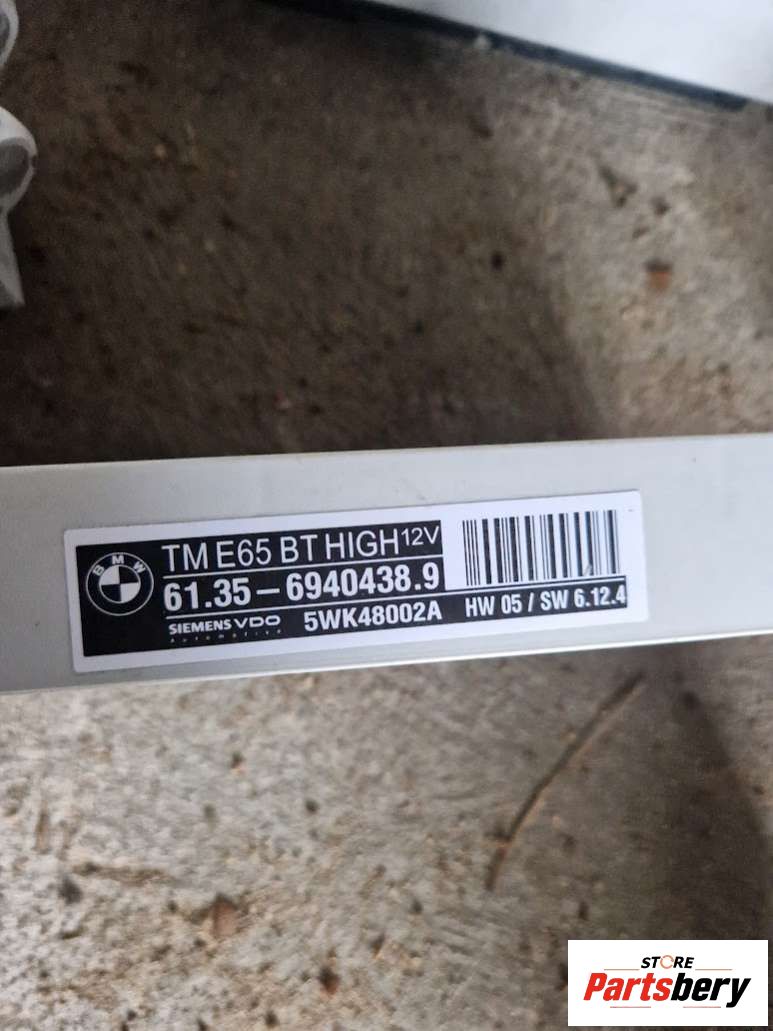 BMW
TM E65 BT HIGH 12V
61.35 – 6940438.9
SIEMENS VDO
Automotive
5WK48002A
HW 05 / SW 6.12.4
STORE
Partsbery